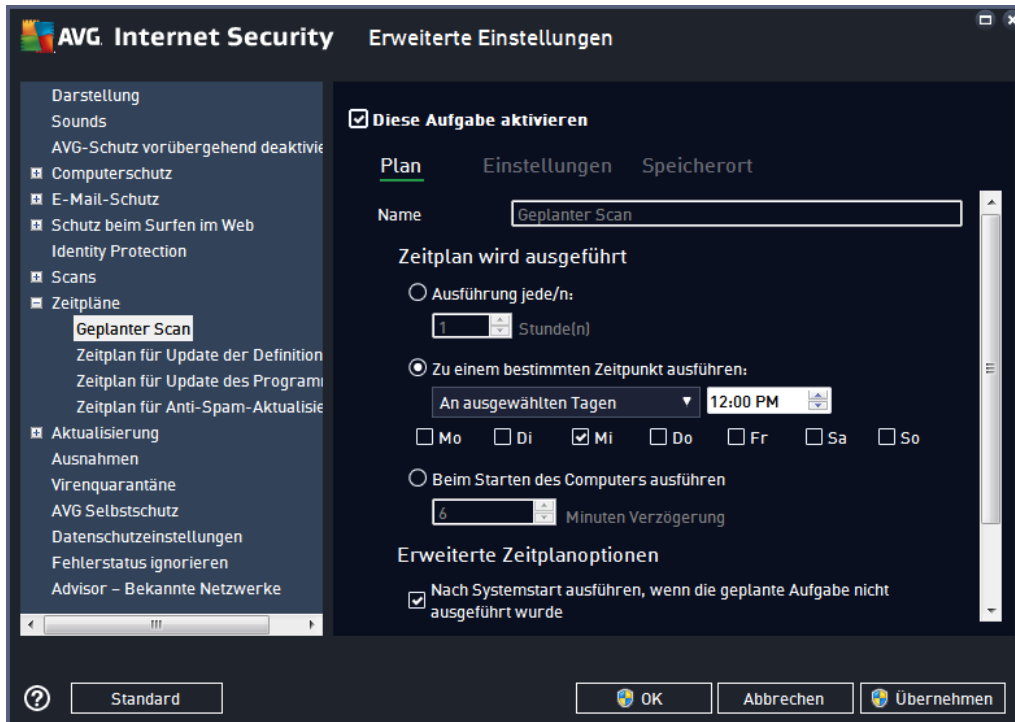 AVG. Internet Security Erweiterte Einstellungen
Darstellung
Sounds
AVG-Schutz vorübergehend deaktivie
Computerschutz
E-Mail-Schutz
Schutz beim Surfen im Web
Identity Protection
Scans
Zeitpläne
Geplanter Scan
Zeitplan für Update der Definition
Zeitplan für Update des Program
Zeitplan für Anti-Spam-Aktualisie
Aktualisierung
Ausnahmen
Virenquarantäne
AVG Selbstschutz
Datenschutzeinstellungen
Fehlerstatus ignorieren
Advisor – Bekannte Netzwerke
Diese Aufgabe aktivieren
Plan Einstellungen Speicherort
Name Geplanter Scan
Zeitplan wird ausgeführt
Ausführung jede/n:
1 Stunde(n)
Zu einem bestimmten Zeitpunkt ausführen:
An ausgewählten Tagen 12:00 PM
Mo Di Mi Do Fr Sa So
Beim Starten des Computers ausführen
6 Minuten Verzögerung
Erweiterte Zeitplanoptionen
Nach Systemstart ausführen, wenn die geplante Aufgabe nicht
ausgeführt wurde
? Standard OK Abbrechen Übernehmen